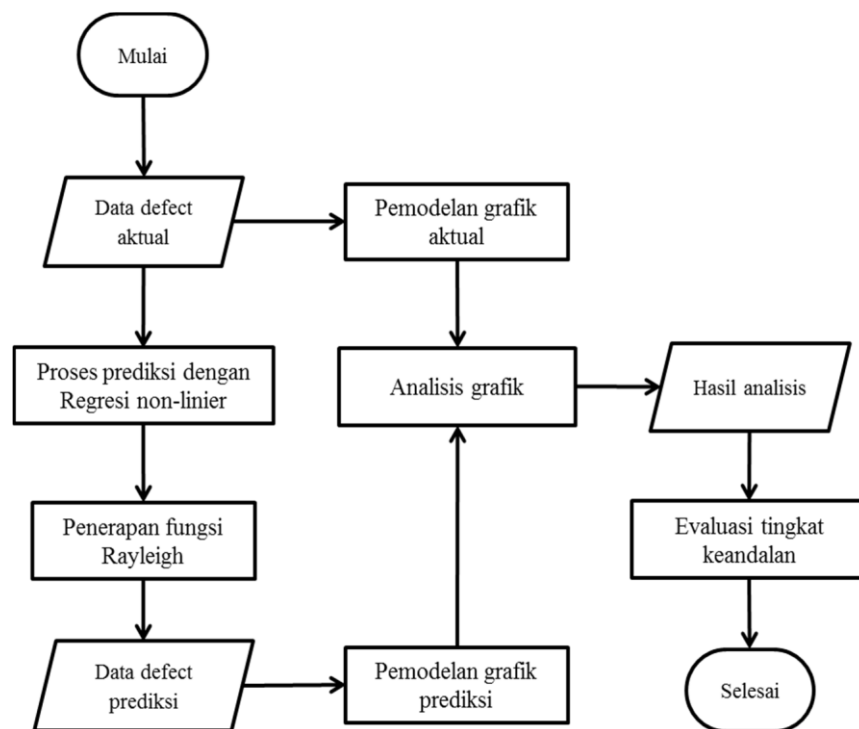 Mulai
Data defect
aktual
Pemodelan grafik
aktual
Proses prediksi dengan
Regresi non-linier
Analisis grafik
Hasil analisis
Penerapan fungsi
Rayleigh
Evaluasi tingkat
keandalan
Data defect
prediksi
Pemodelan grafik
prediksi
Selesai